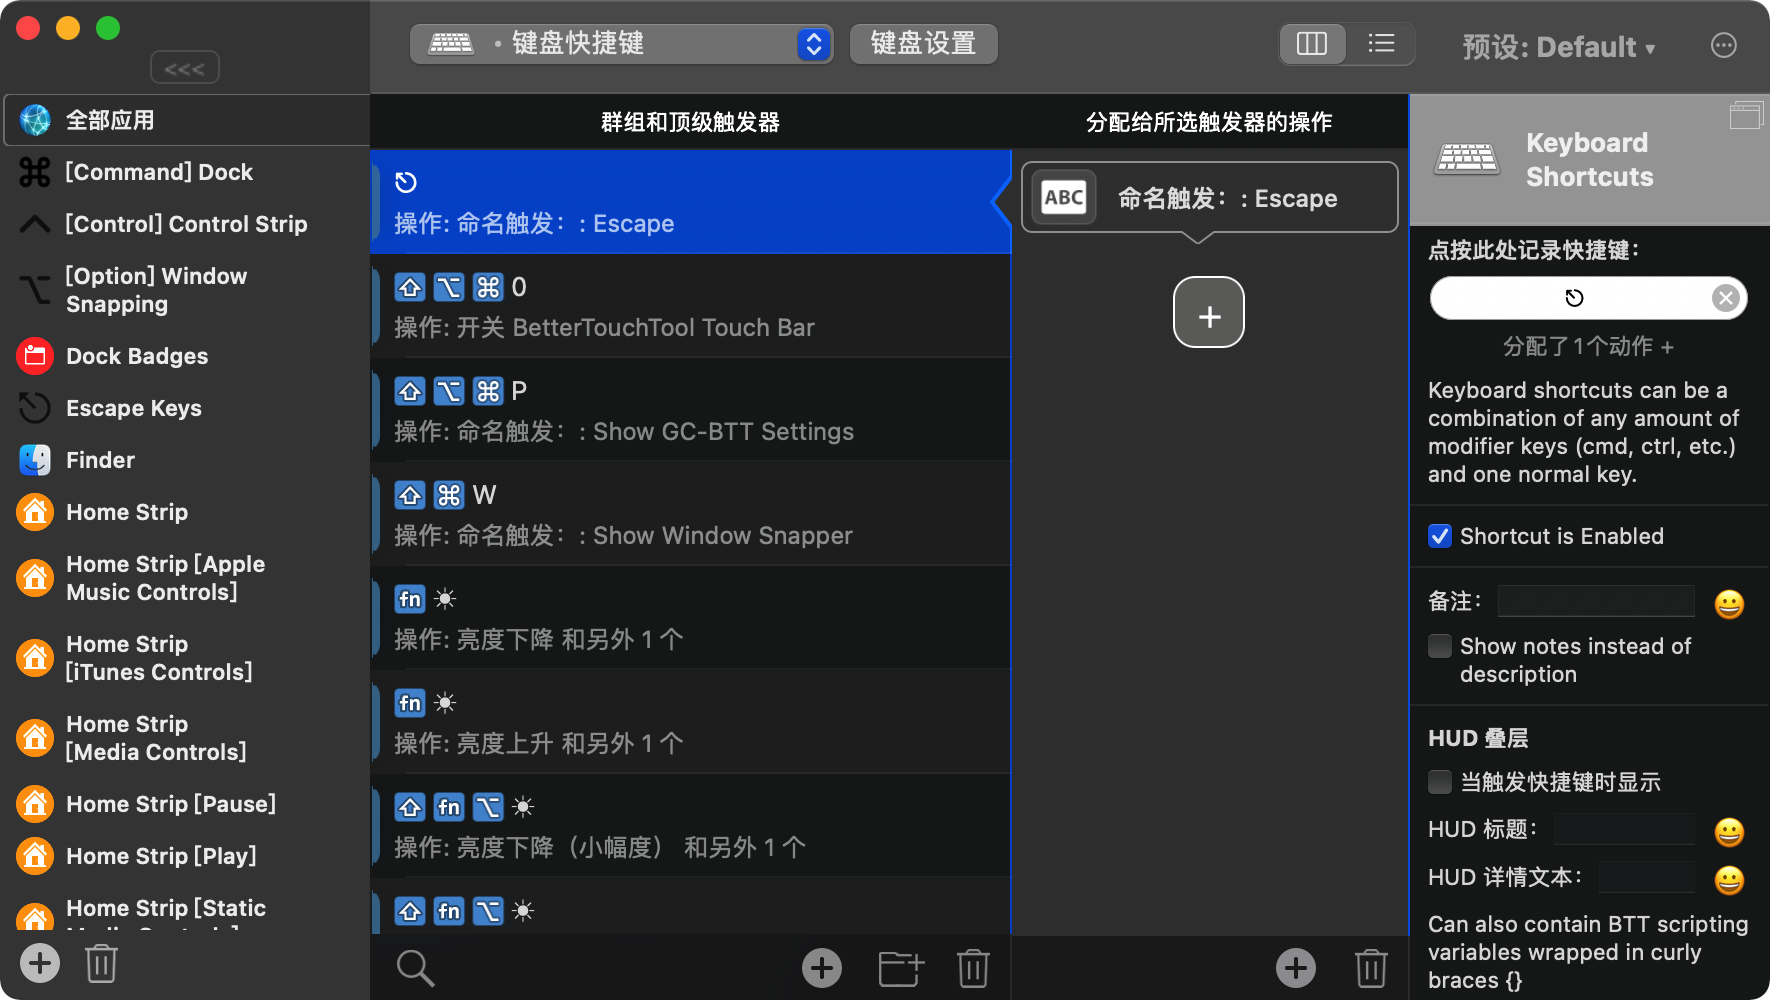 <<<
• 键盘快捷键
键盘设置
预设: Default ▾
全部应用
[Command] Dock
[Control] Control Strip
[Option] Window
Snapping
Dock Badges
Escape Keys
Finder
Home Strip
Home Strip [Apple
Music Controls]
Home Strip
[iTunes Controls]
Home Strip
[Media Controls]
Home Strip [Pause]
Home Strip [Play]
Home Strip [Static
群组和顶级触发器
操作: 命名触发：: Escape
⇧ ⌥ ⌘ 0
操作: 开关 BetterTouchTool Touch Bar
⇧ ⌥ ⌘ P
操作: 命名触发：: Show GC-BTT Settings
⇧ ⌘ W
操作: 命名触发：: Show Window Snapper
fn ☀
操作: 亮度下降 和另外 1 个
fn ☀
操作: 亮度上升 和另外 1 个
⇧ fn ⌥ ☀
操作: 亮度下降（小幅度） 和另外 1 个
⇧ fn ⌥ ☀
分配给所选触发器的操作
ABC 命名触发：: Escape
+
Keyboard
Shortcuts
点按此处记录快捷键：
分配了1个动作 +
Keyboard shortcuts can be a
combination of any amount of
modifier keys (cmd, ctrl, etc.)
and one normal key.
Shortcut is Enabled
备注：
Show notes instead of
description
HUD 叠层
当触发快捷键时显示
HUD 标题：
HUD 详情文本：
Can also contain BTT scripting
variables wrapped in curly
braces {}